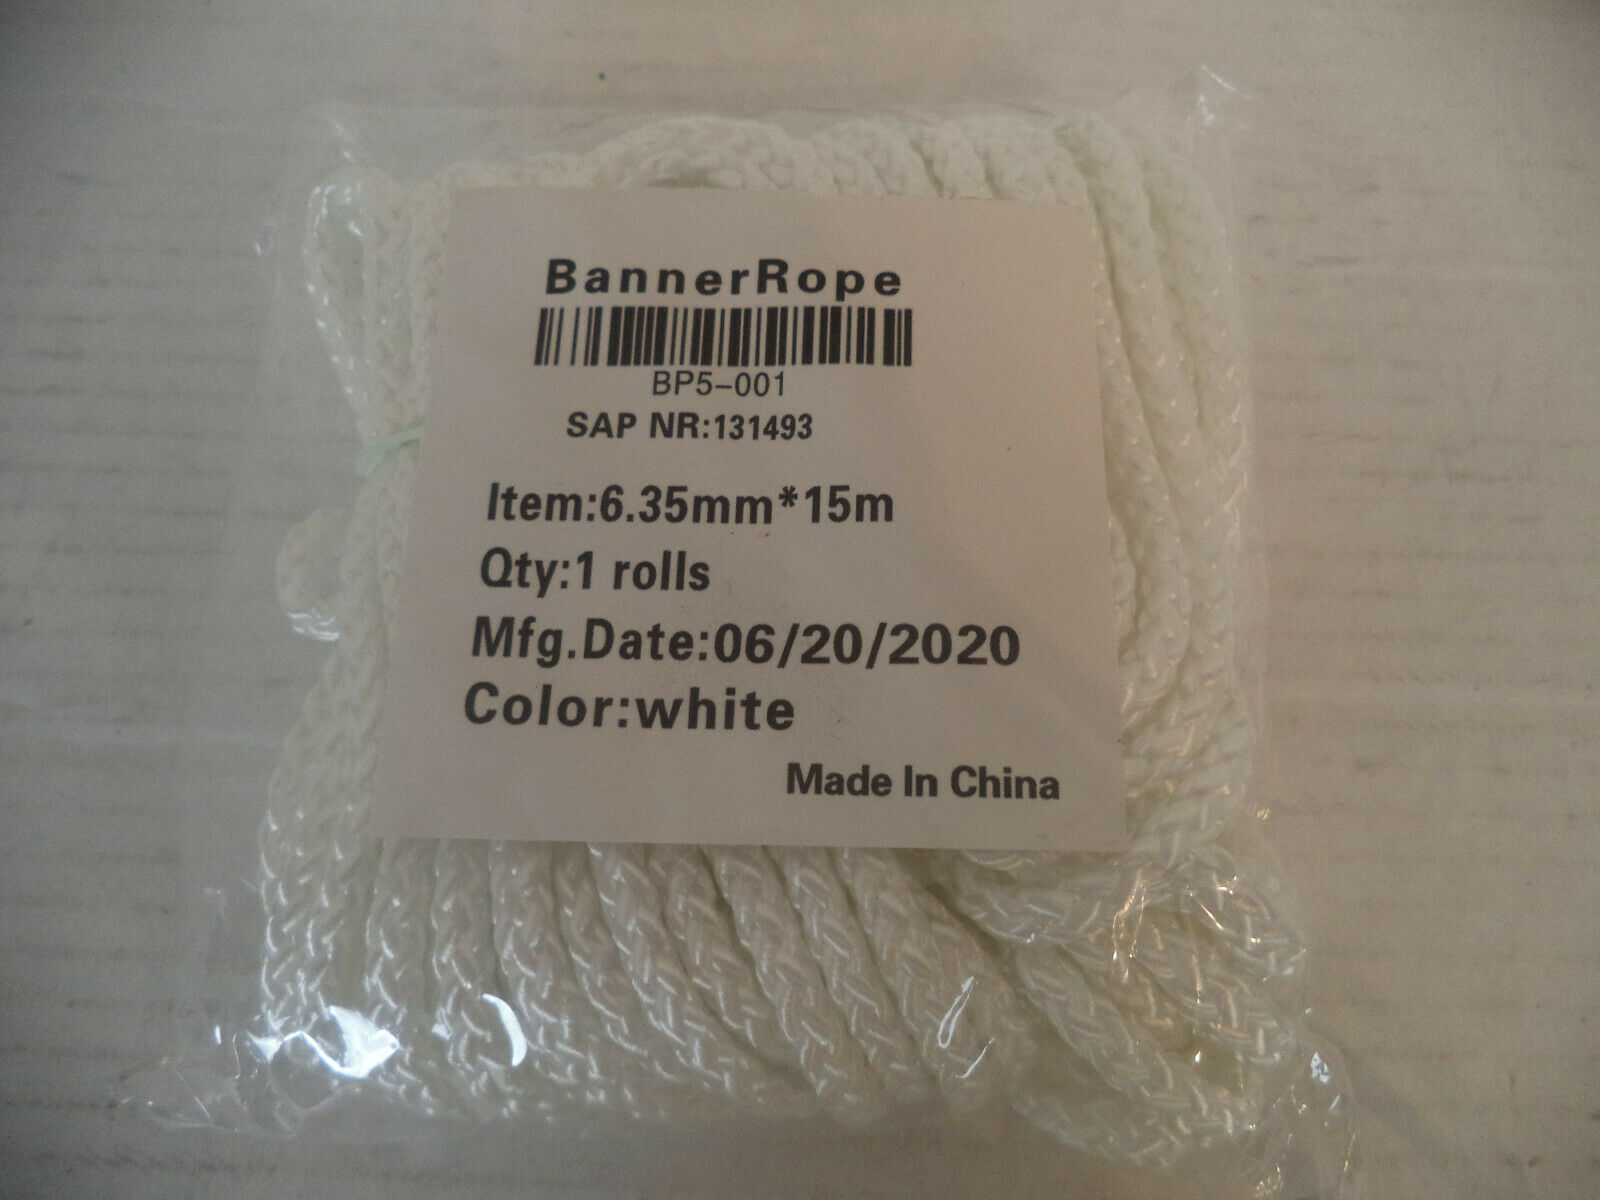 BannerRope
BP5-001
SAP NR:131493
Item:6.35mm*15m
Qty:1 rolls
Mfg.Date:06/20/2020
Color:white
Made In China